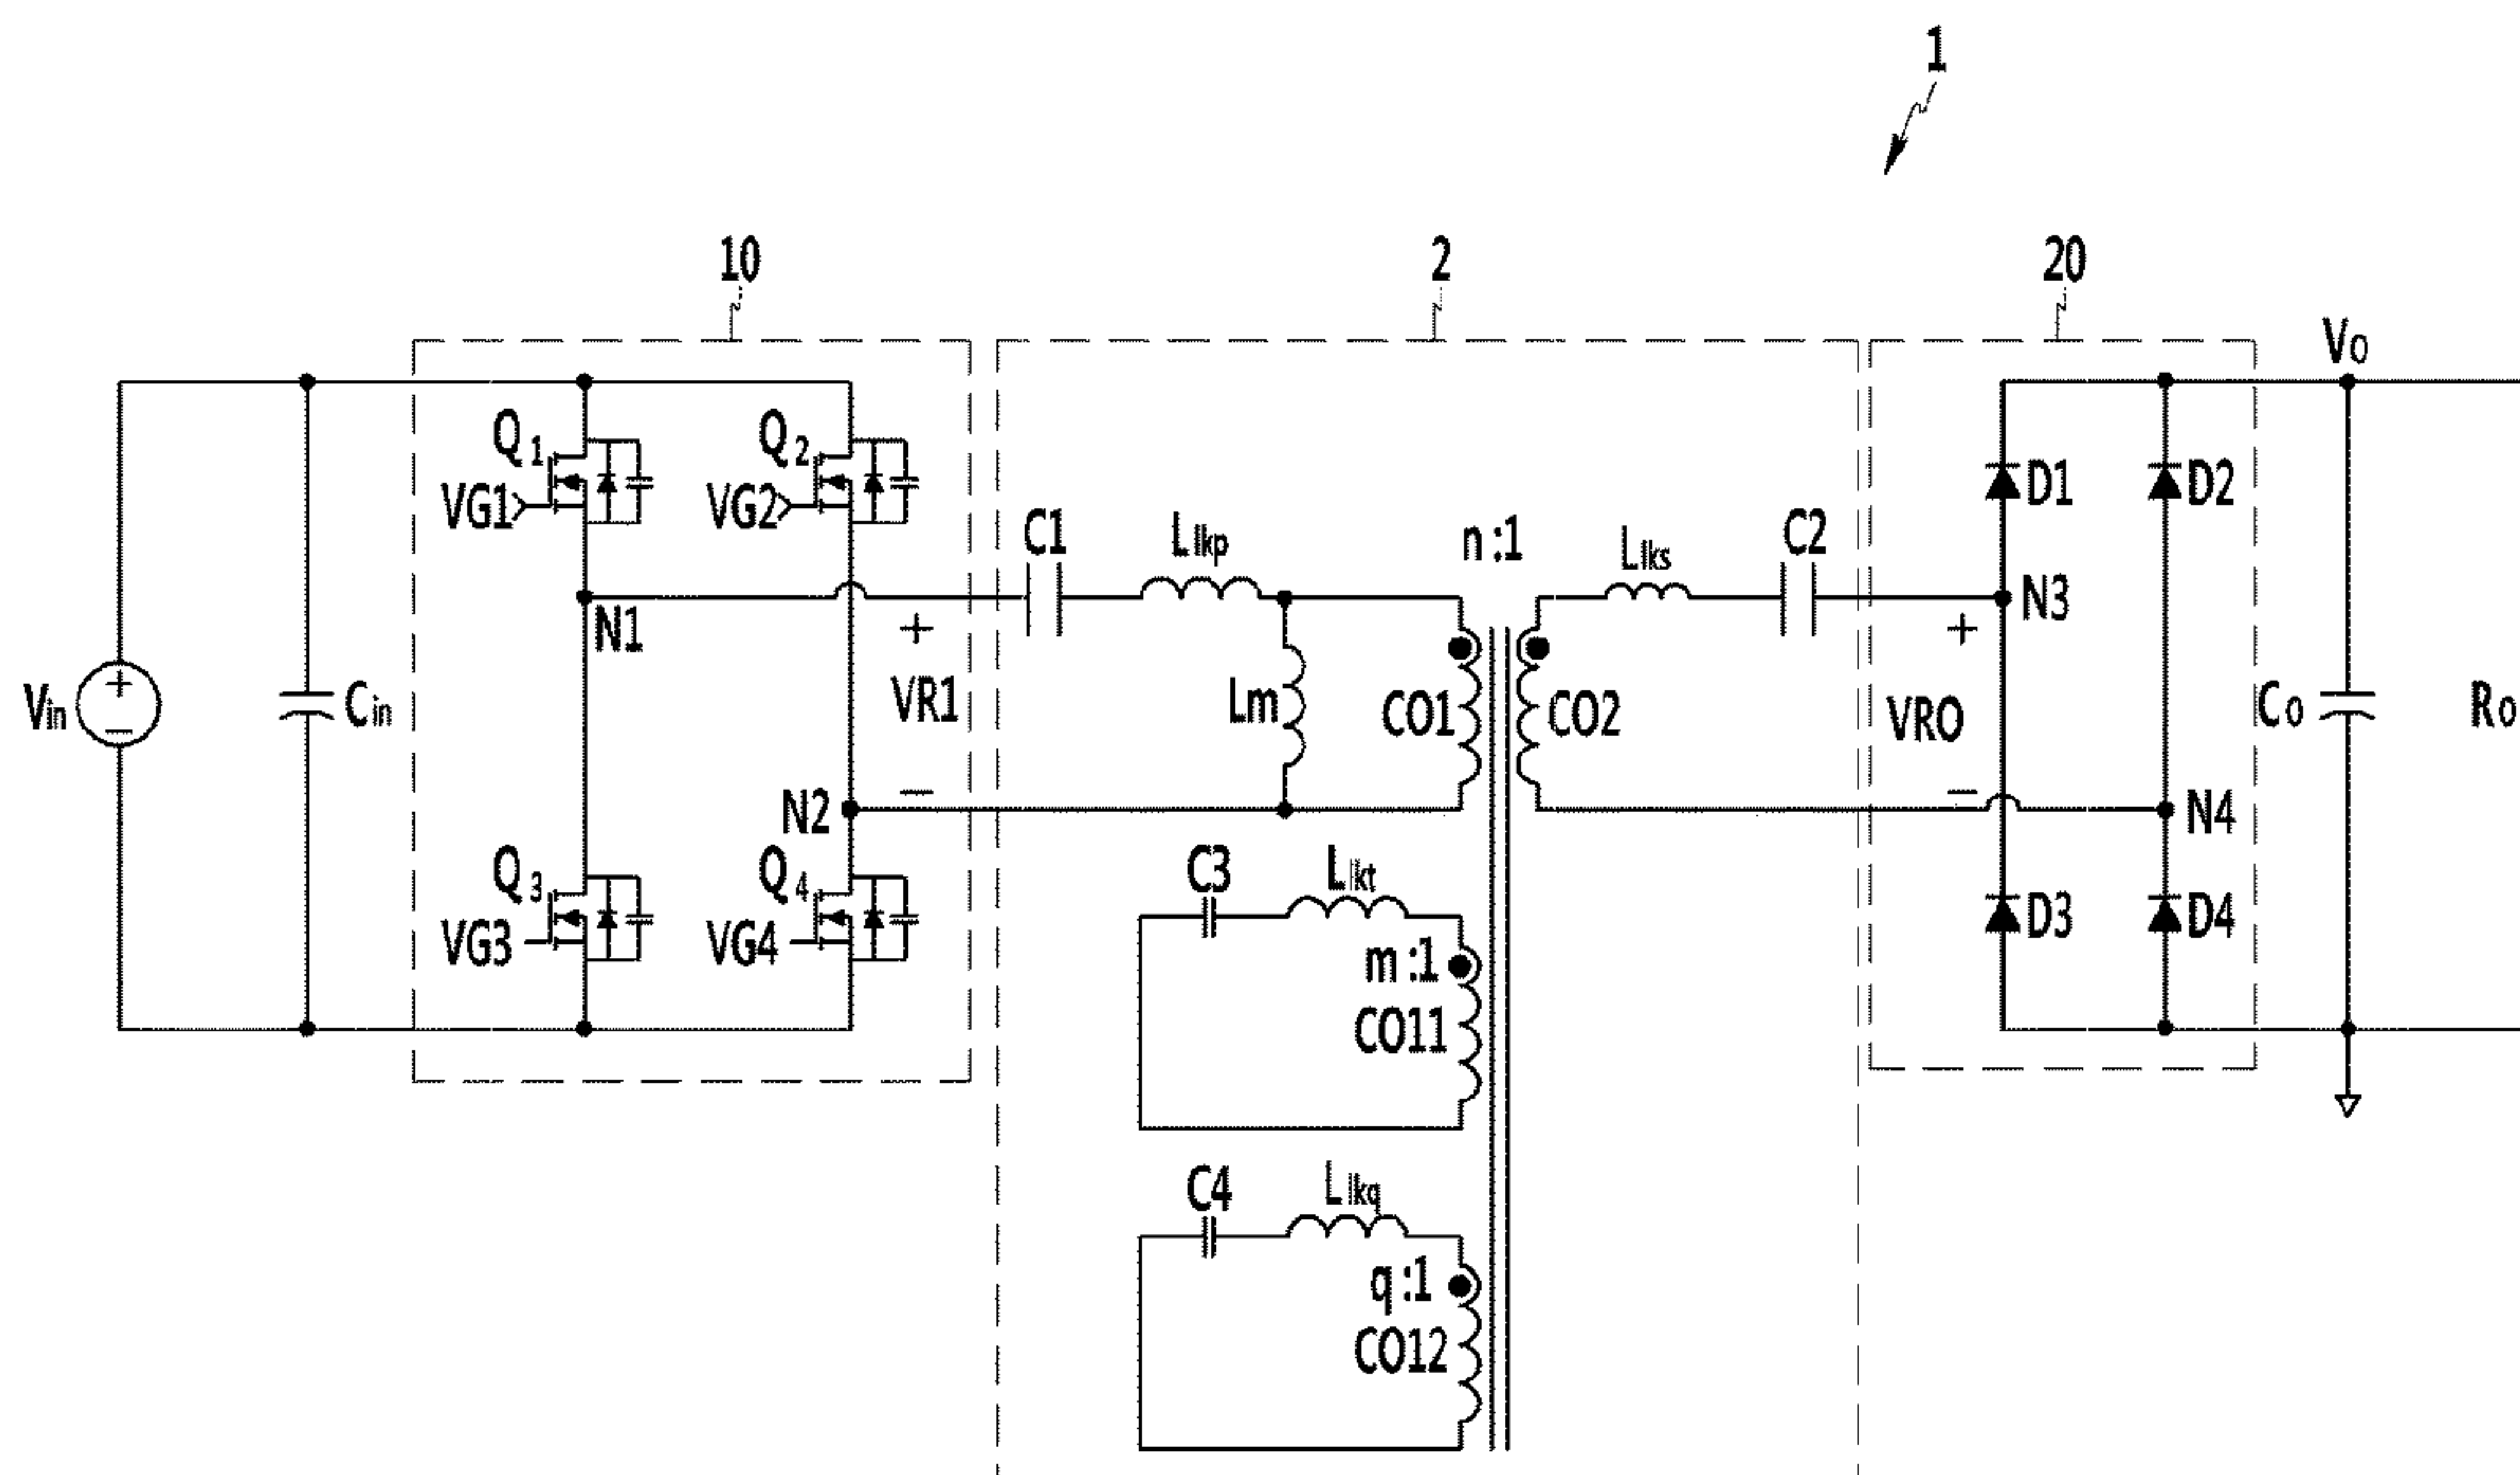 1
10
2
20
Vo
Q1
VG1
Q2
VG2
C1
Llkp
n:1
Llks
C2
D1
D2
N1
N3
+
VR1
−
+
VRO
−
Vin
+
−
Cin
Lm
CO1
CO2
Co
Ro
N2
N4
Q3
VG3
Q4
VG4
C3
Llkt
D3
D4
m:1
CO11
C4
Llkq
q:1
CO12